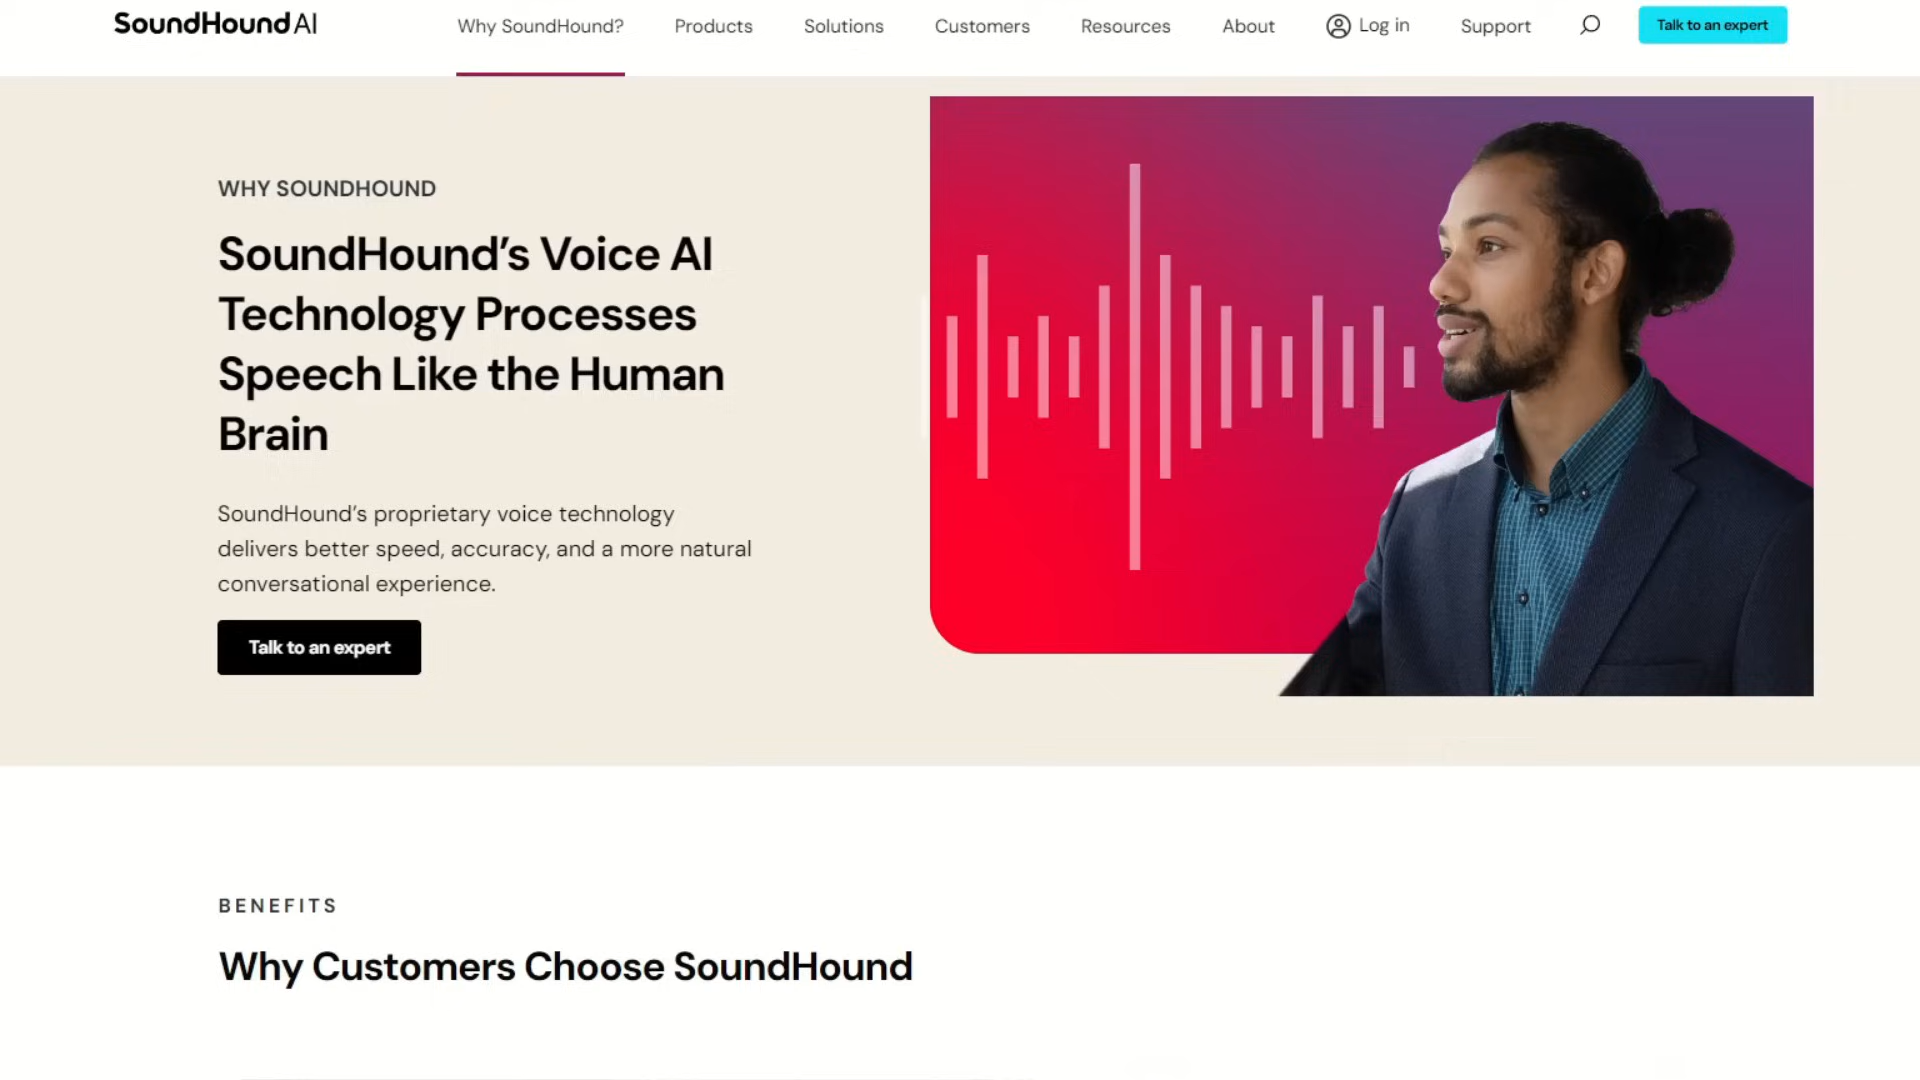 SoundHound AI
Why SoundHound?
Products
Solutions
Customers
Resources
About
Log in
Support
Talk to an expert
WHY SOUNDHOUND
SoundHound’s Voice AI
Technology Processes
Speech Like the Human
Brain
SoundHound’s proprietary voice technology
delivers better speed, accuracy, and a more natural
conversational experience.
Talk to an expert
BENEFITS
Why Customers Choose SoundHound